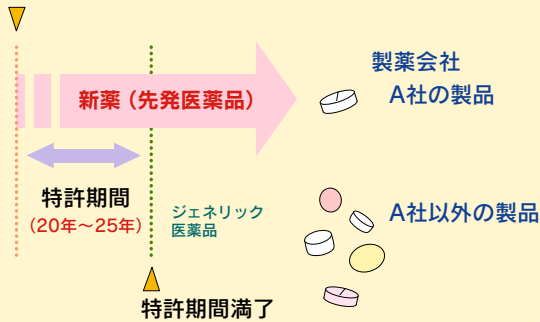 新薬（先発医薬品）
製薬会社
A社の製品
特許期間
（20年～25年）
ジェネリック
医薬品
A社以外の製品
特許期間満了